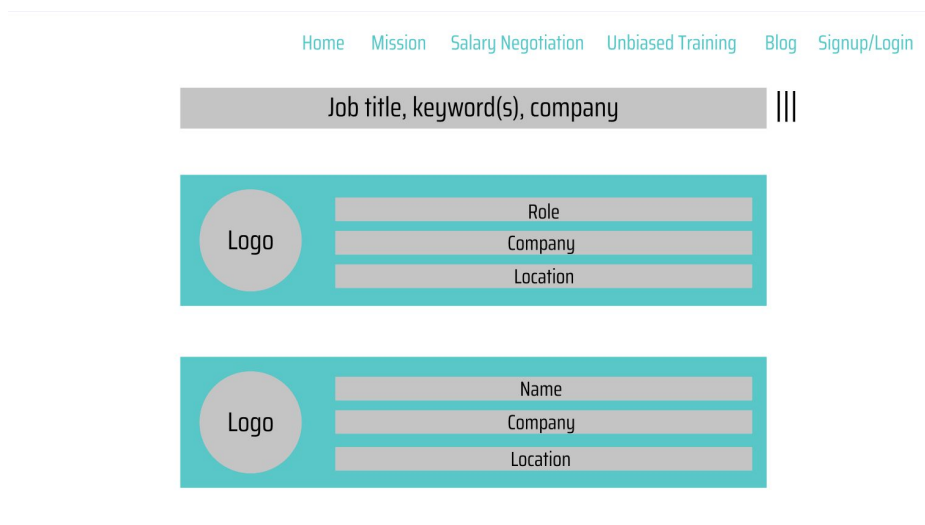 Home Mission Salary Negotiation Unbiased Training Blog Signup/Login
Job title, keyword(s), company
Logo
Role
Company
Location
Logo
Name
Company
Location